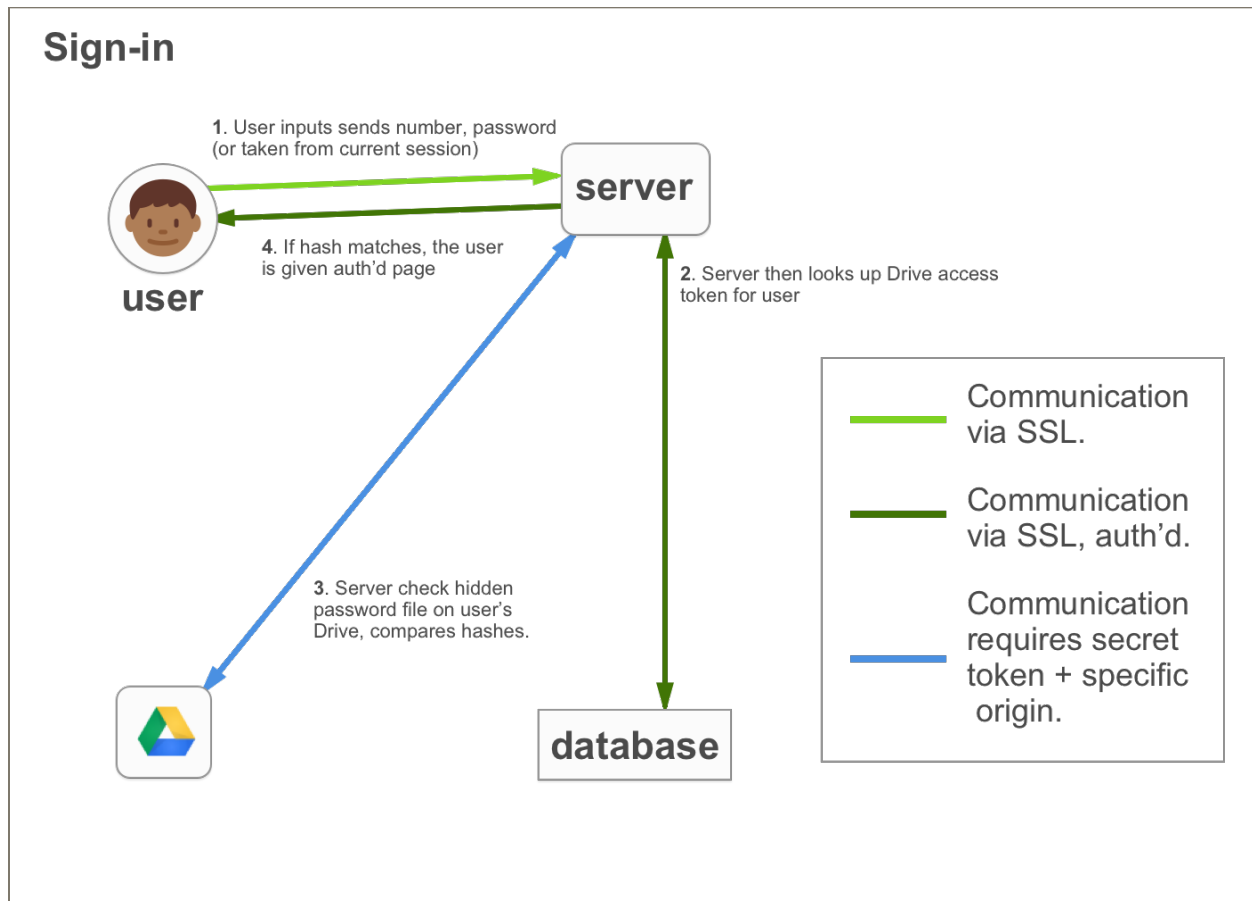 Sign-in
1. User inputs sends number, password
(or taken from current session)
server
4. If hash matches, the user
is given auth'd page
user
2. Server then looks up Drive access
token for user
Communication
via SSL.
Communication
via SSL, auth’d.
Communication
requires secret
token + specific
origin.
3. Server check hidden
password file on user’s
Drive, compares hashes.
database